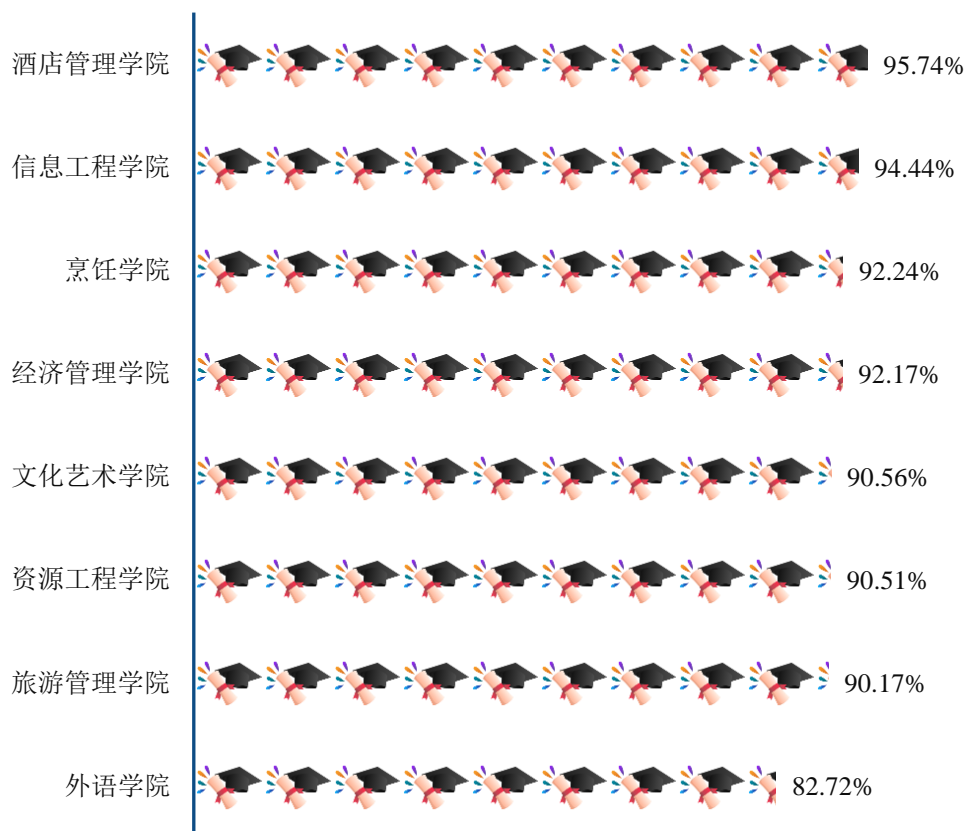 酒店管理学院 95.74%
信息工程学院 94.44%
烹饪学院 92.24%
经济管理学院 92.17%
文化艺术学院 90.56%
资源工程学院 90.51%
旅游管理学院 90.17%
外语学院 82.72%